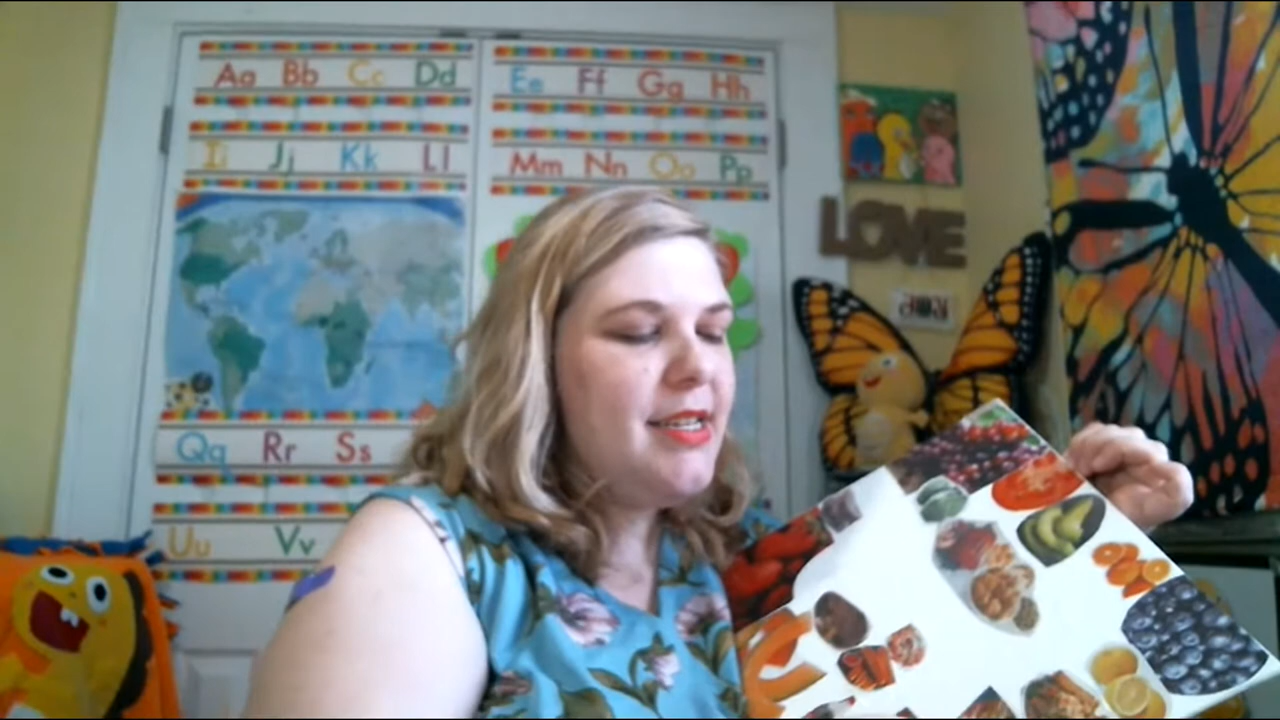 Aa Bb Cc Dd
Ee Ff Gg Hh
Ii Jj Kk Ll
Mm Nn Oo Pp
LOVE
JOY
Qq Rr Ss
Uu Vv